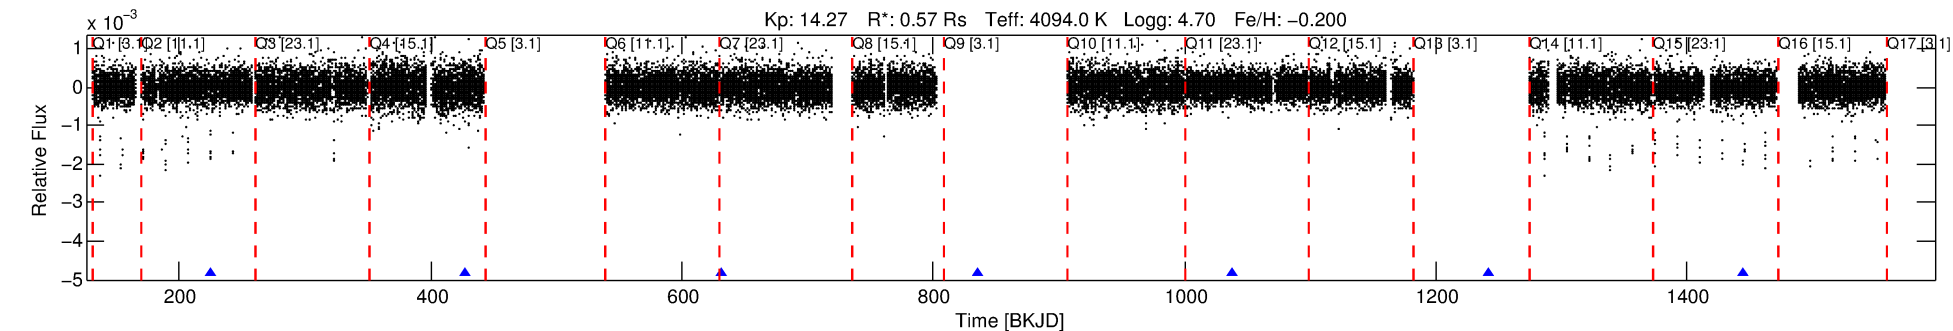 Kp: 14.27 R*: 0.57 Rs Teff: 4094.0 K Logg: 4.70 Fe/H: −0.200
x 10⁻³
Q1 [3.1] Q2 [11.1] Q3 [23.1] Q4 [15.1] Q5 [3.1] Q6 [11.1] Q7 [23.1] Q8 [15.1] Q9 [3.1] Q10 [11.1] Q11 [23.1] Q12 [15.1] Q13 [3.1] Q14 [11.1] Q15 [23.1] Q16 [15.1] Q17 [3.1]
1
0
−1
−2
−3
−4
−5
Relative Flux
200 400 600 800 1000 1200 1400
Time [BKJD]